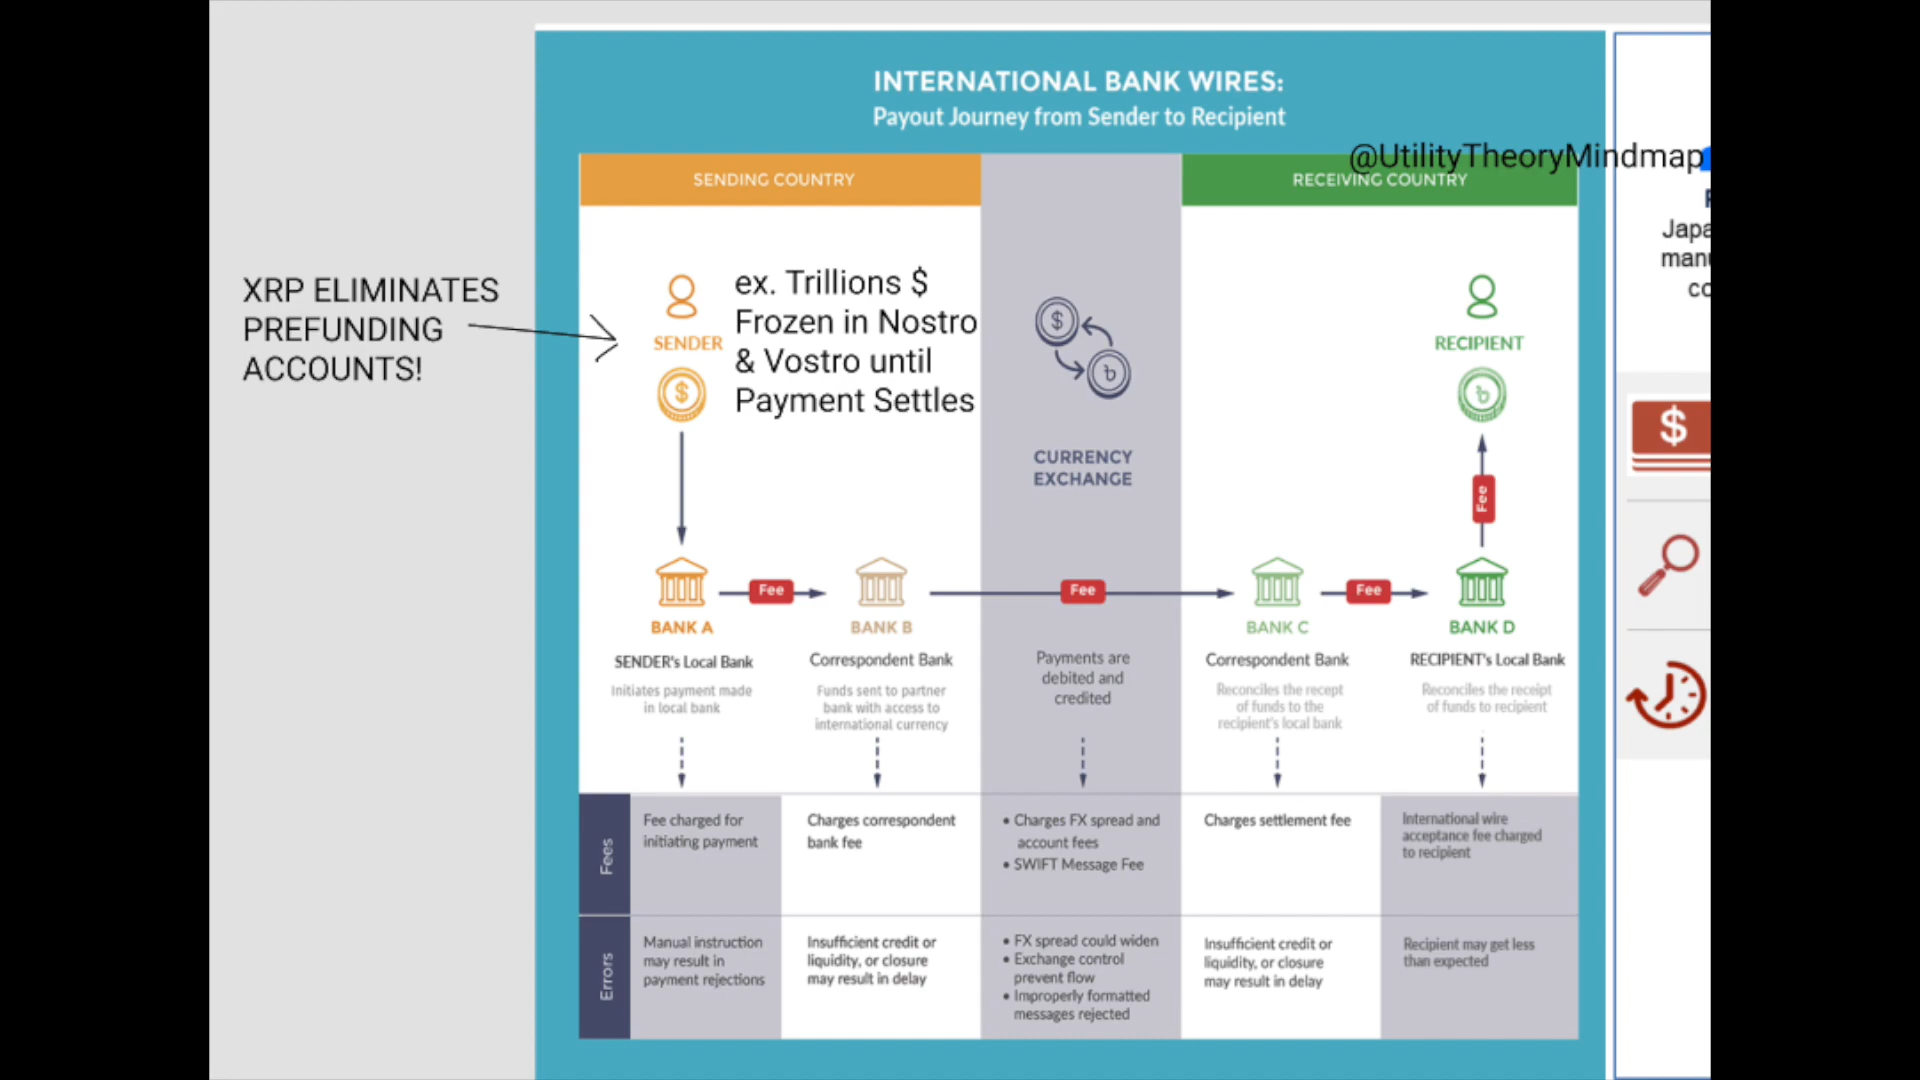 INTERNATIONAL BANK WIRES:
Payout Journey from Sender to Recipient
@UtilityTheoryMindmap
SENDING COUNTRY
RECEIVING COUNTRY
XRP ELIMINATES
PREFUNDING
ACCOUNTS!
SENDER
$
ex. Trillions $
Frozen in Nostro
& Vostro until
Payment Settles
$
CURRENCY
EXCHANGE
RECIPIENT
Fee
Fee
Fee
Fee
BANK A
SENDER's Local Bank
Initiates payment made
in local bank
BANK B
Correspondent Bank
Funds sent to partner
bank with access to
international currency
Payments are
debited and
credited
BANK C
Correspondent Bank
Reconciles the recept
of funds to the
recipient's local bank
BANK D
RECIPIENT's Local Bank
Reconciles the receipt
of funds to recipient
Fees
Fee charged for
initiating payment
Charges correspondent
bank fee
• Charges FX spread and
account fees
• SWIFT Message Fee
Charges settlement fee
International wire
acceptance fee charged
to recipient
Errors
Manual instruction
may result in
payment rejections
Insufficient credit or
liquidity, or closure
may result in delay
• FX spread could widen
• Exchange control
prevent flow
• Improperly formatted
messages rejected
Insufficient credit or
liquidity, or closure
may result in delay
Recipient may get less
than expected
$